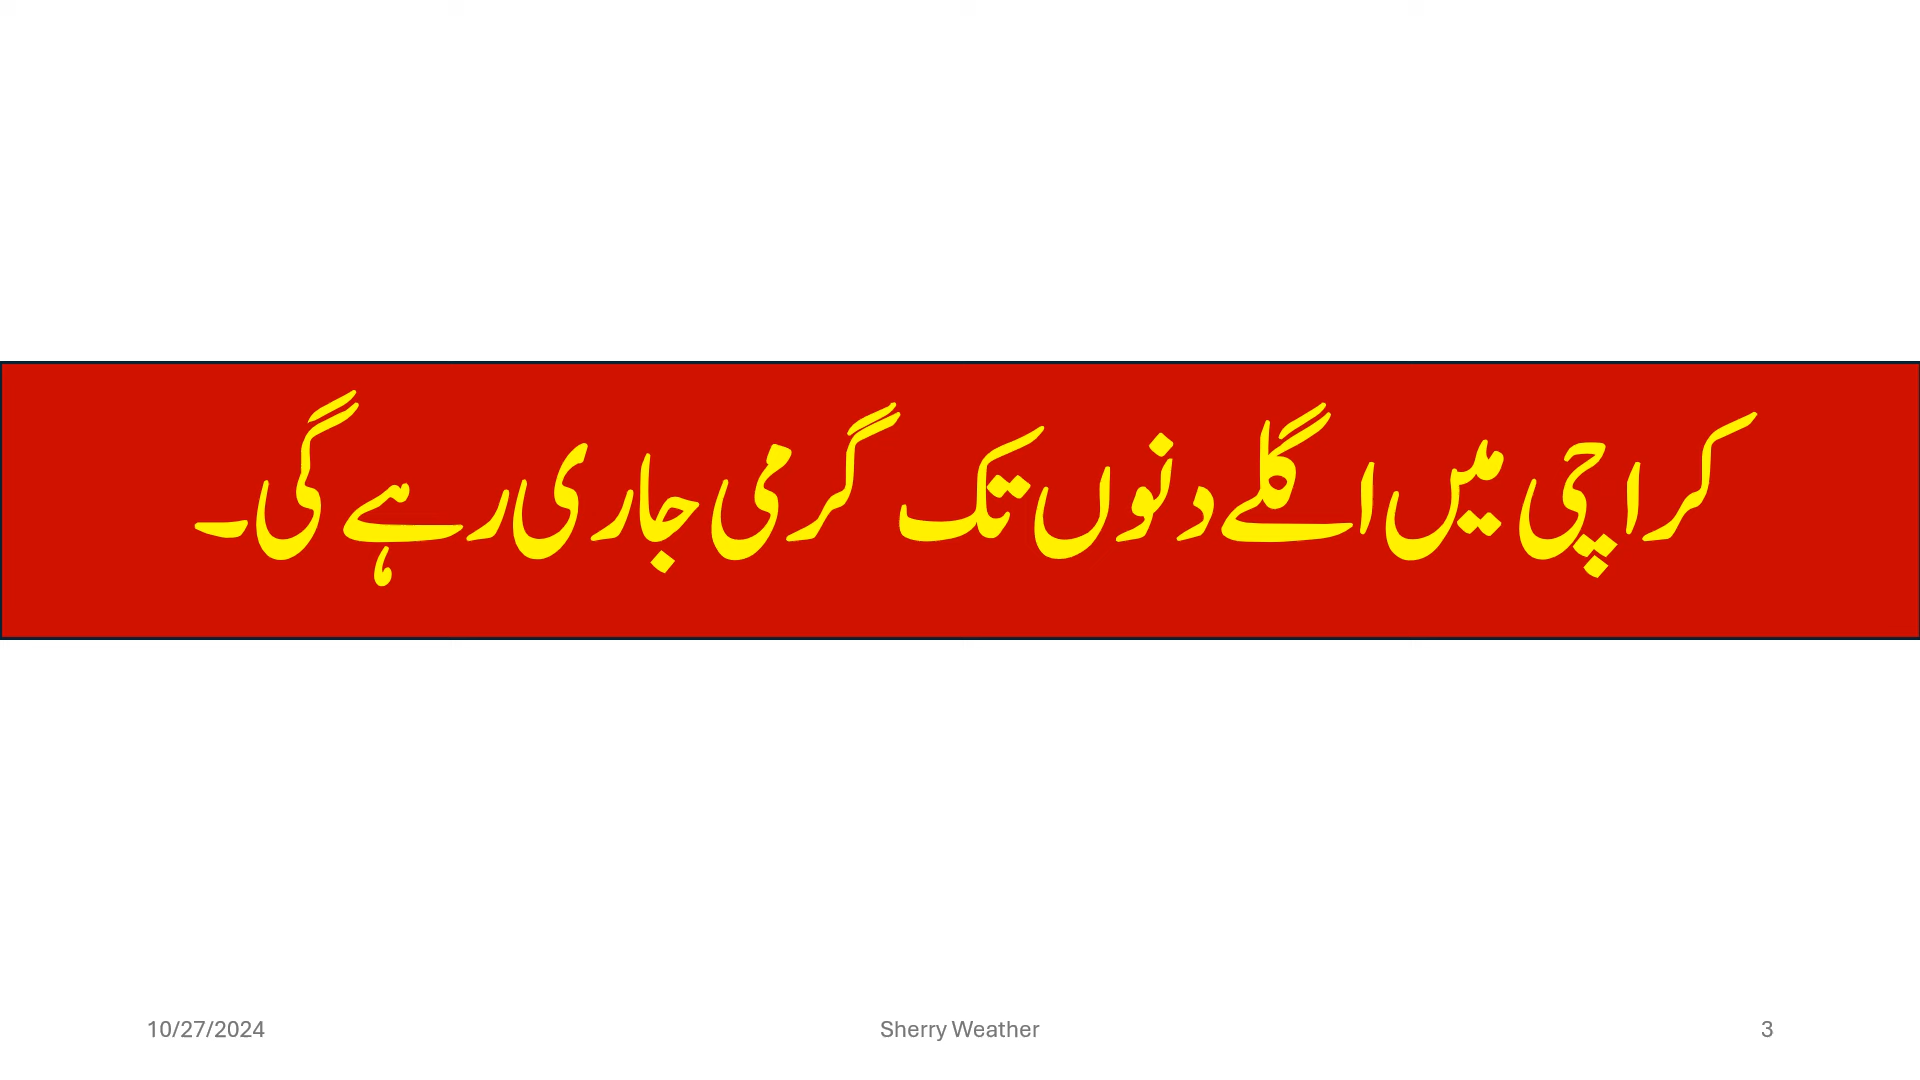 کراچی میں اگلے دنوں تک گرمی جاری رہے گی۔
10/27/2024
Sherry Weather
3